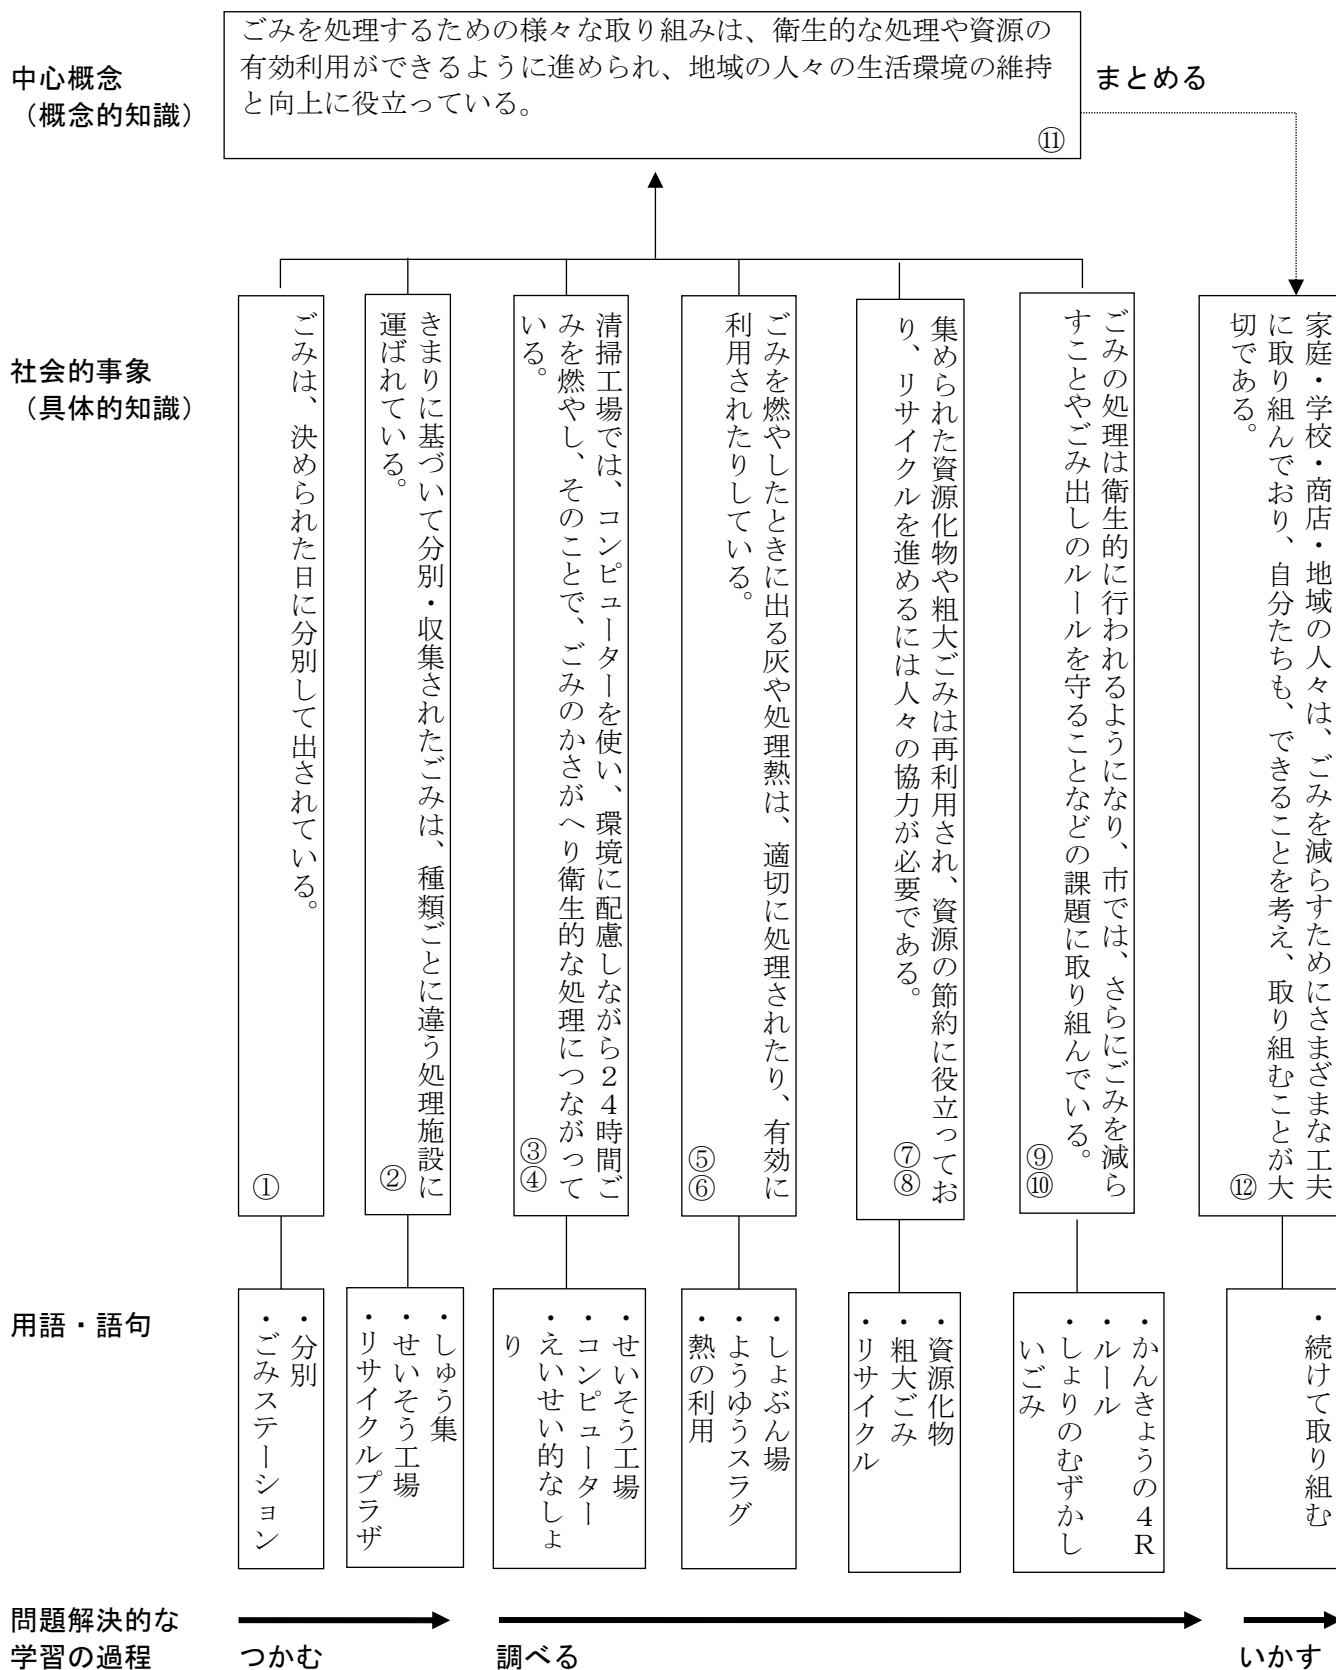 ごみを処理するための様々な取り組みは、衛生的な処理や資源の
有効利用ができるように進められ、地域の人々の生活環境の維持
と向上に役立っている。
⑪
中心概念
（概念的知識）
まとめる
社会的事象
（具体的知識）
ごみは、決められた日に分別して出されている。
①
きまりに基づいて分別・収集されたごみは、種類ごとに違う処理施設に
運ばれている。
②
清掃工場では、コンピューターを使い、環境に配慮しながら２４時間ご
みを燃やし、そのことで、ごみのかさがへり衛生的な処理につながって
いる。
③
④
ごみを燃やしたときに出る灰や処理熱は、適切に処理されたり、有効に
利用されたりしている。
⑤
⑥
集められた資源化物や粗大ごみは再利用され、資源の節約に役立ってお
り、リサイクルを進めるには人々の協力が必要である。
⑦
⑧
ごみの処理は衛生的に行われるようになり、市では、さらにごみを減ら
すことやごみ出しのルールを守ることなどの課題に取り組んでいる。
⑨
⑩
家庭・学校・商店・地域の人々は、ごみを減らすためにさまざまな工夫
に取り組んでおり、自分たちも、できることを考え、取り組むことが大
切である。
⑫
用語・語句
・分別
・ごみステーション
・しゅう集
・せいそう工場
・リサイクルプラザ
・せいそう工場
・コンピューター
・えいせい的なしょ
り
・しょぶん場
・ようゆうスラグ
・熱の利用
・資源化物
・粗大ごみ
・リサイクル
・かんきょうの４Ｒ
・ルール
・しょりのむずかし
いごみ
・続けて取り組む
問題解決的な
学習の過程
つかむ
調べる
いかす